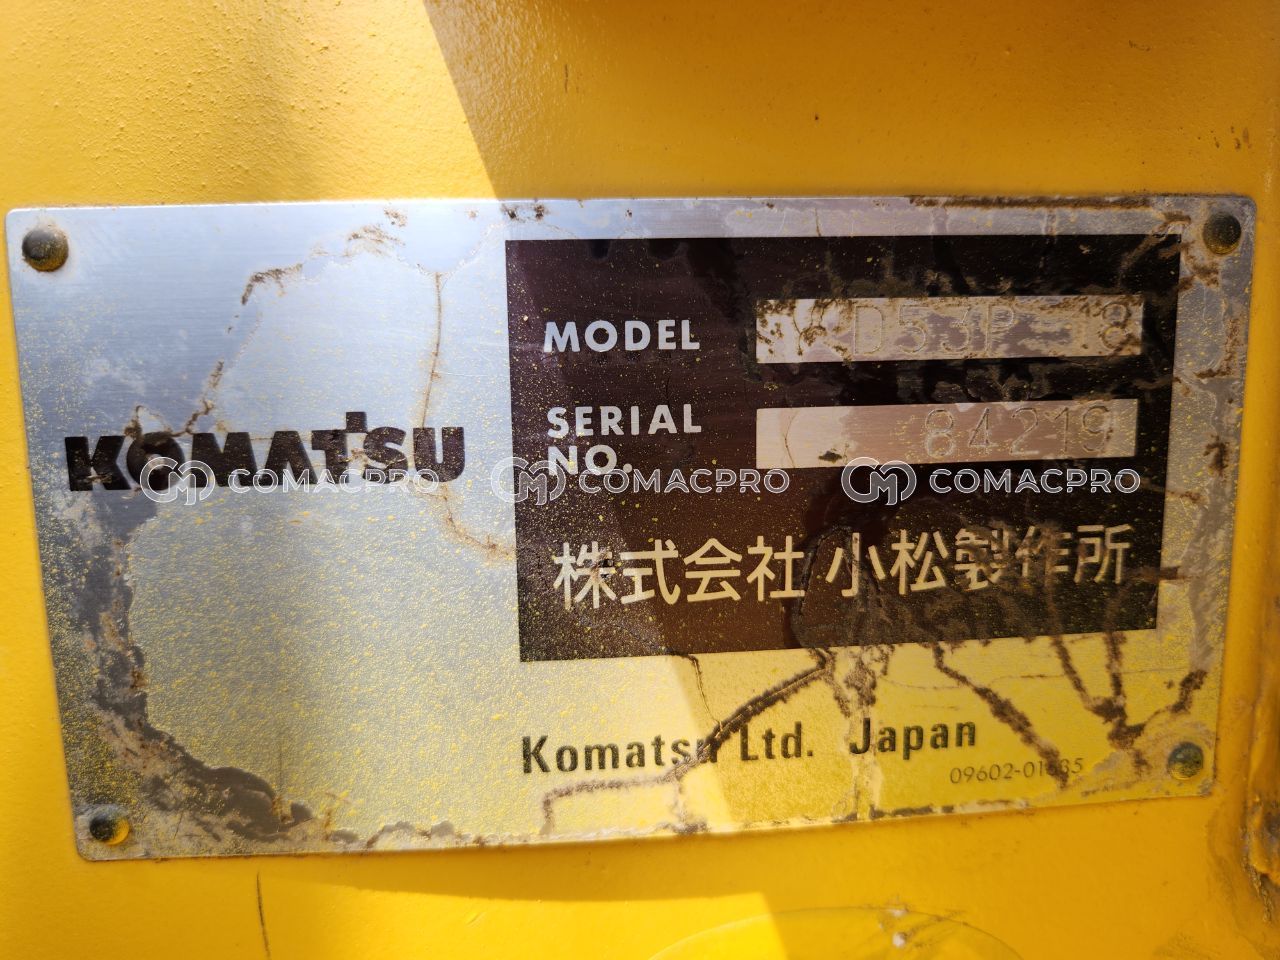 MODEL D53P-18
KOMATSU
SERIAL NO. 84219
COMACPRO COMACPRO COMACPRO
株式会社 小松製作所
Komatsu Ltd. Japan